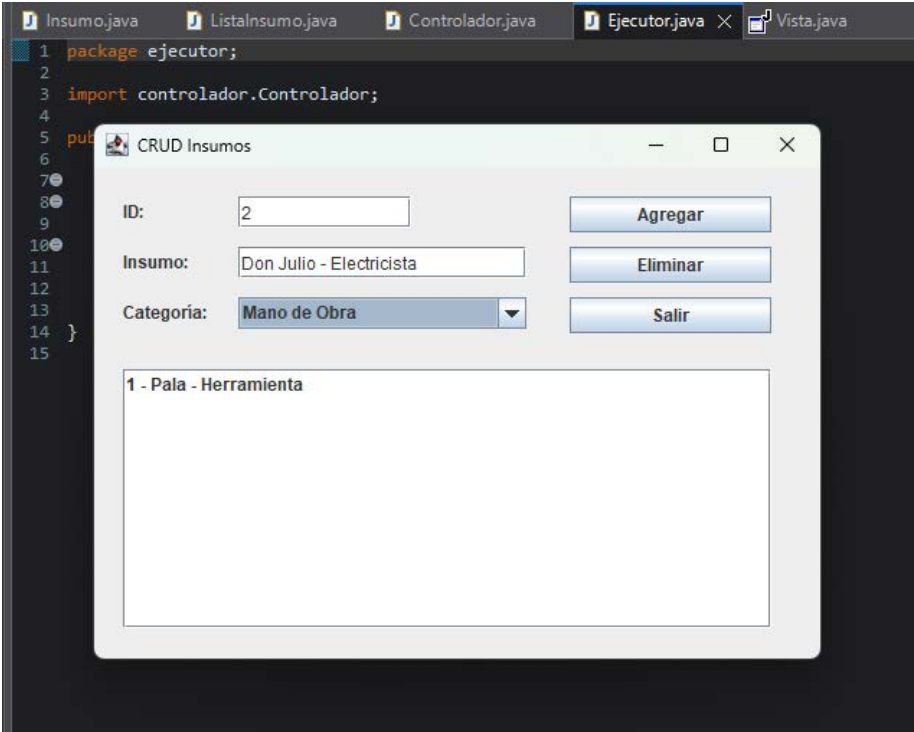 Insumo.java ListaInsumo.java Controlador.java Ejecutor.java Vista.java
1 package ejecutor;
2
3 import controlador.Controlador;
4
5 pub
6
7
8
9
10
11
12
13
14 }
15
CRUD Insumos
ID: 2 Agregar
Insumo: Don Julio - Electricista Eliminar
Categoría: Mano de Obra Salir
1 - Pala - Herramienta